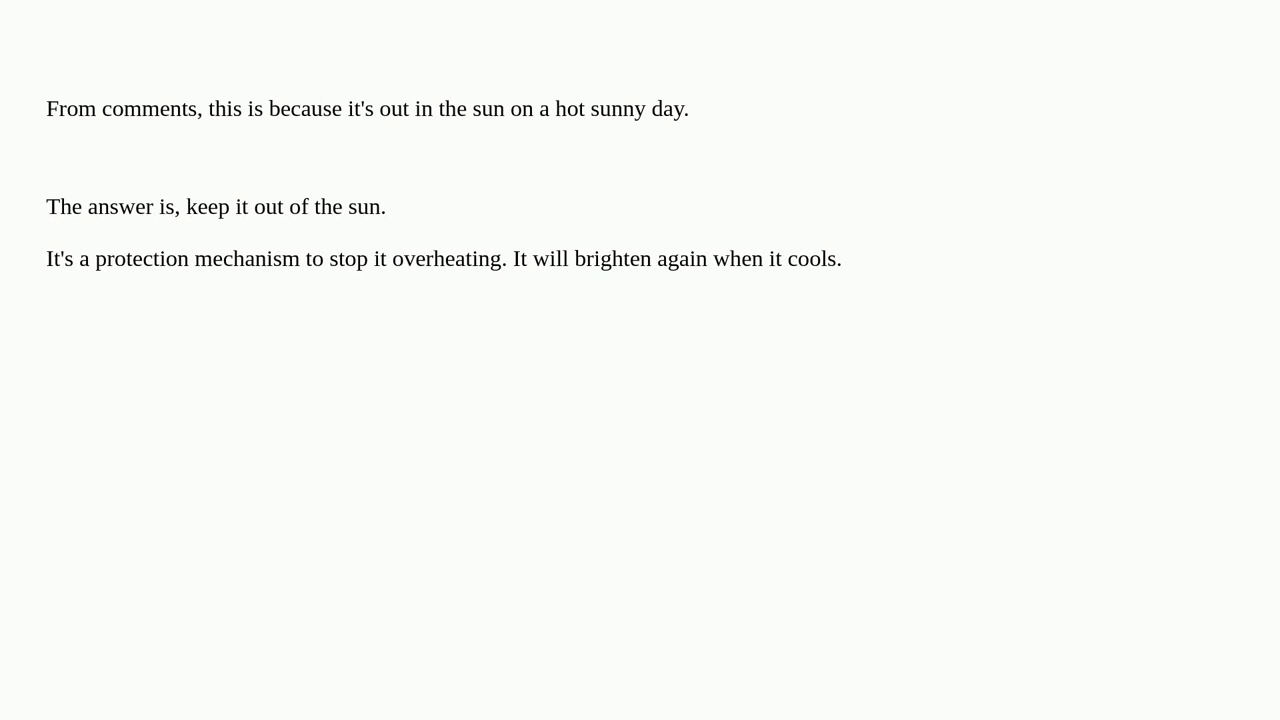 From comments, this is because it's out in the sun on a hot sunny day.
The answer is, keep it out of the sun.
It's a protection mechanism to stop it overheating. It will brighten again when it cools.